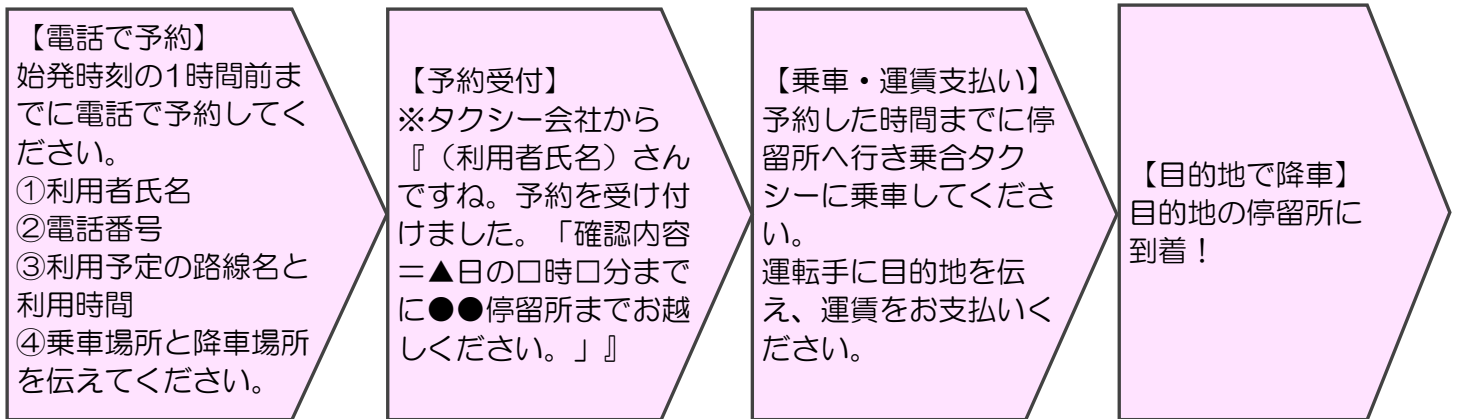 【電話で予約】
始発時刻の1時間前ま
でに電話で予約してく
ださい。
①利用者氏名
②電話番号
③利用予定の路線名と
利用時間
④乗車場所と降車場所
を伝えてください。
【予約受付】
※タクシー会社から
『（利用者氏名）さん
ですね。予約を受け付
けました。「確認内容
＝▲日の□時□分まで
に●●停留所までお越
しください。」』
【乗車・運賃支払い】
予約した時間までに停
留所へ行き乗合タク
シーに乗車してくださ
い。
運転手に目的地を伝
え、運賃をお支払いく
ださい。
【目的地で降車】
目的地の停留所に
到着！